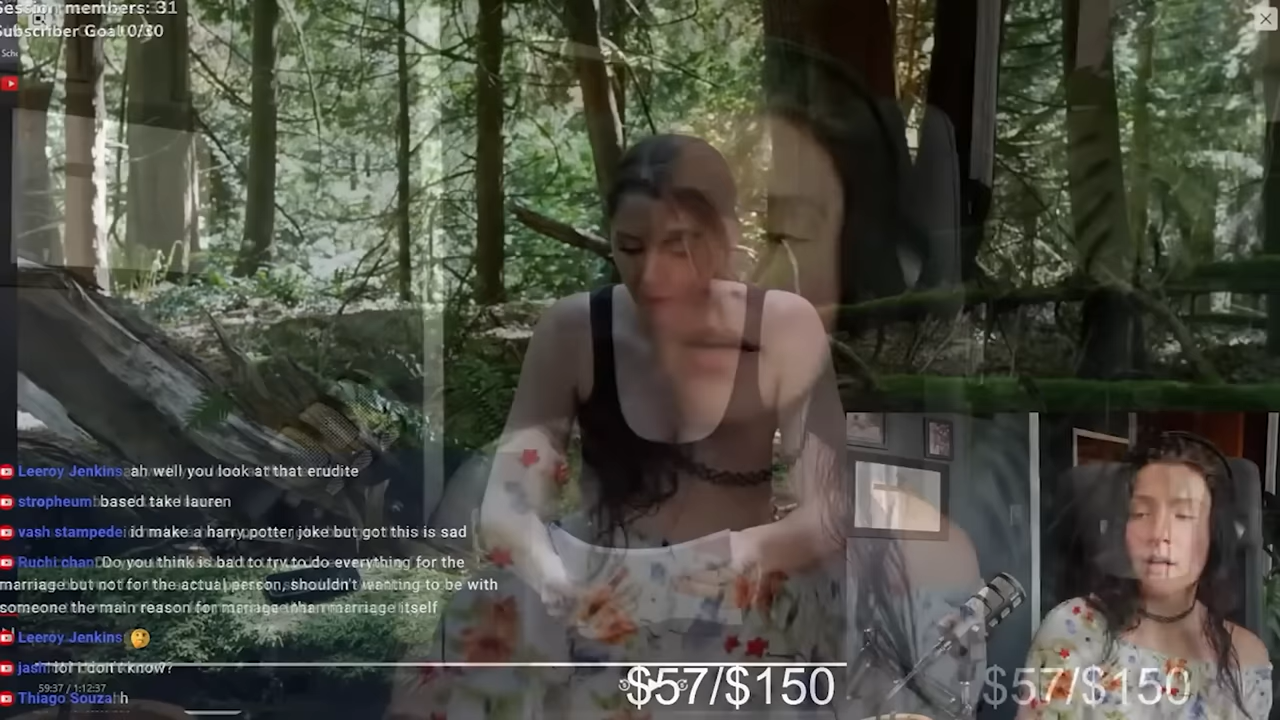 Session members: 31
Subscriber Goal 0/30
Leeroy Jenkins: ah well you look at that erudite
stropheum: based take lauren
vash stampede: id make a harry potter joke but got this is sad
Ruchi chan: Do you think is bad to try to do everything for the
marriage but not for the actual person, shouldn't wanting to be with
someone the main reason for marriage than marriage itself
Leeroy Jenkins: 🤔
jash: lol i don't know?
59:37 / 1:12:37
Thiago Souza: h
$57/$150
$57/$150